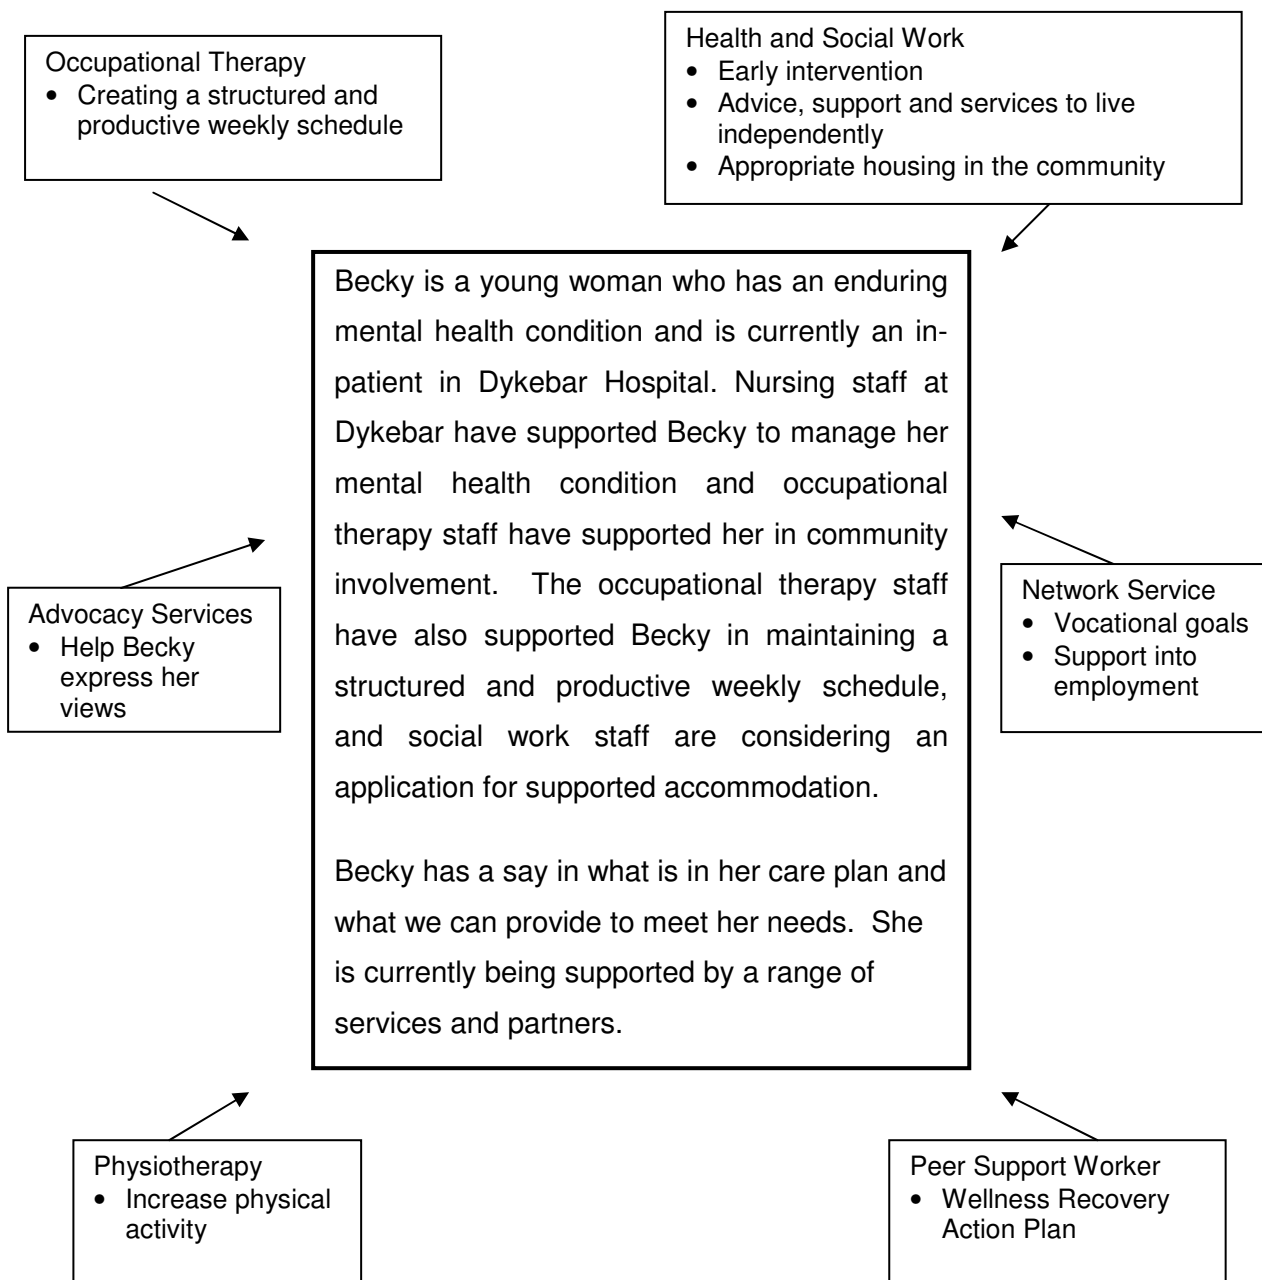 Occupational Therapy
• Creating a structured and
productive weekly schedule
Health and Social Work
• Early intervention
• Advice, support and services to live
independently
• Appropriate housing in the community
Becky is a young woman who has an enduring
mental health condition and is currently an in-
patient in Dykebar Hospital. Nursing staff at
Dykebar have supported Becky to manage her
mental health condition and occupational
therapy staff have supported her in community
involvement. The occupational therapy staff
have also supported Becky in maintaining a
structured and productive weekly schedule,
and social work staff are considering an
application for supported accommodation.
Becky has a say in what is in her care plan and
what we can provide to meet her needs. She
is currently being supported by a range of
services and partners.
Advocacy Services
• Help Becky
express her
views
Network Service
• Vocational goals
• Support into
employment
Physiotherapy
• Increase physical
activity
Peer Support Worker
• Wellness Recovery
Action Plan